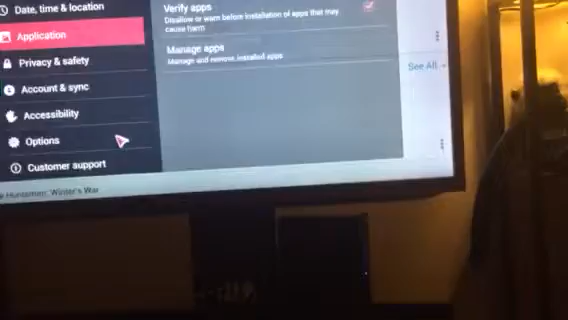 Date, time & location
Application
Privacy & safety
Account & sync
Accessibility
Options
Customer support
Verify apps
Disallow or warn before installation of apps that may
cause harm
Manage apps
Manage and remove installed apps
See All
Huntsman: Winter's War